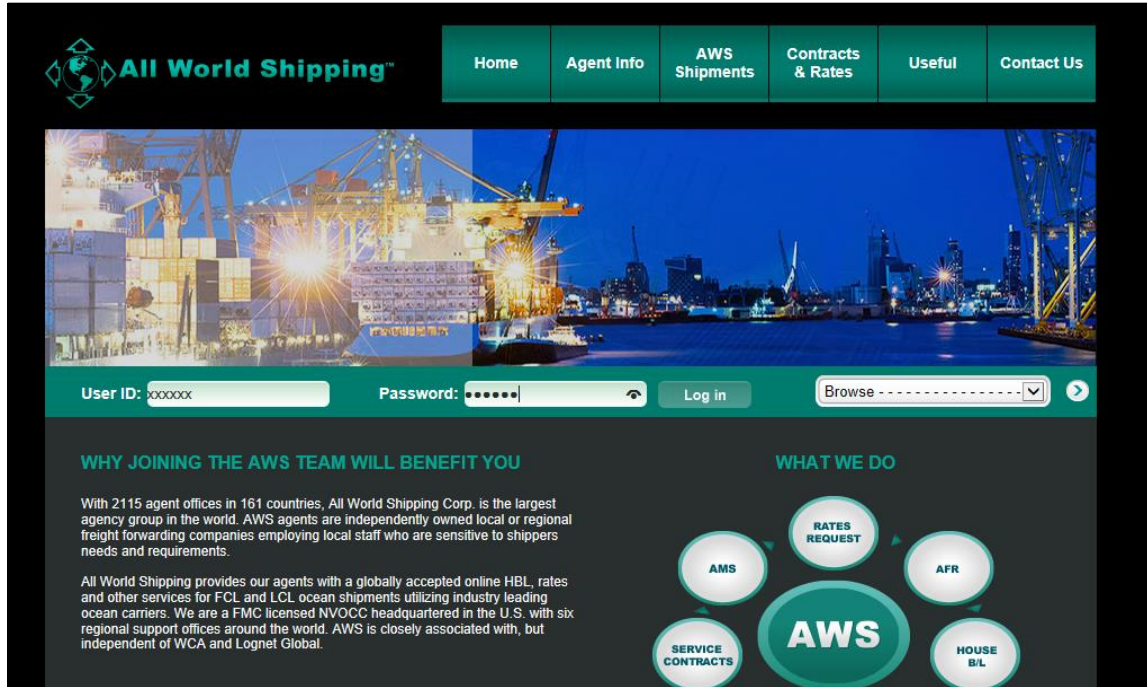 All World Shipping™
Home
Agent Info
AWS
Shipments
Contracts
& Rates
Useful
Contact Us
User ID: xxxxxx
Password: ••••••
Log in
Browse - - - - - - - - - - - - - - - - -
WHY JOINING THE AWS TEAM WILL BENEFIT YOU
With 2115 agent offices in 161 countries, All World Shipping Corp. is the largest
agency group in the world. AWS agents are independently owned local or regional
freight forwarding companies employing local staff who are sensitive to shippers
needs and requirements.
All World Shipping provides our agents with a globally accepted online HBL, rates
and other services for FCL and LCL ocean shipments utilizing industry leading
ocean carriers. We are a FMC licensed NVOCC headquartered in the U.S. with six
regional support offices around the world. AWS is closely associated with, but
independent of WCA and Lognet Global.
WHAT WE DO
RATES
REQUEST
AMS
AFR
AWS
SERVICE
CONTRACTS
HOUSE
B/L